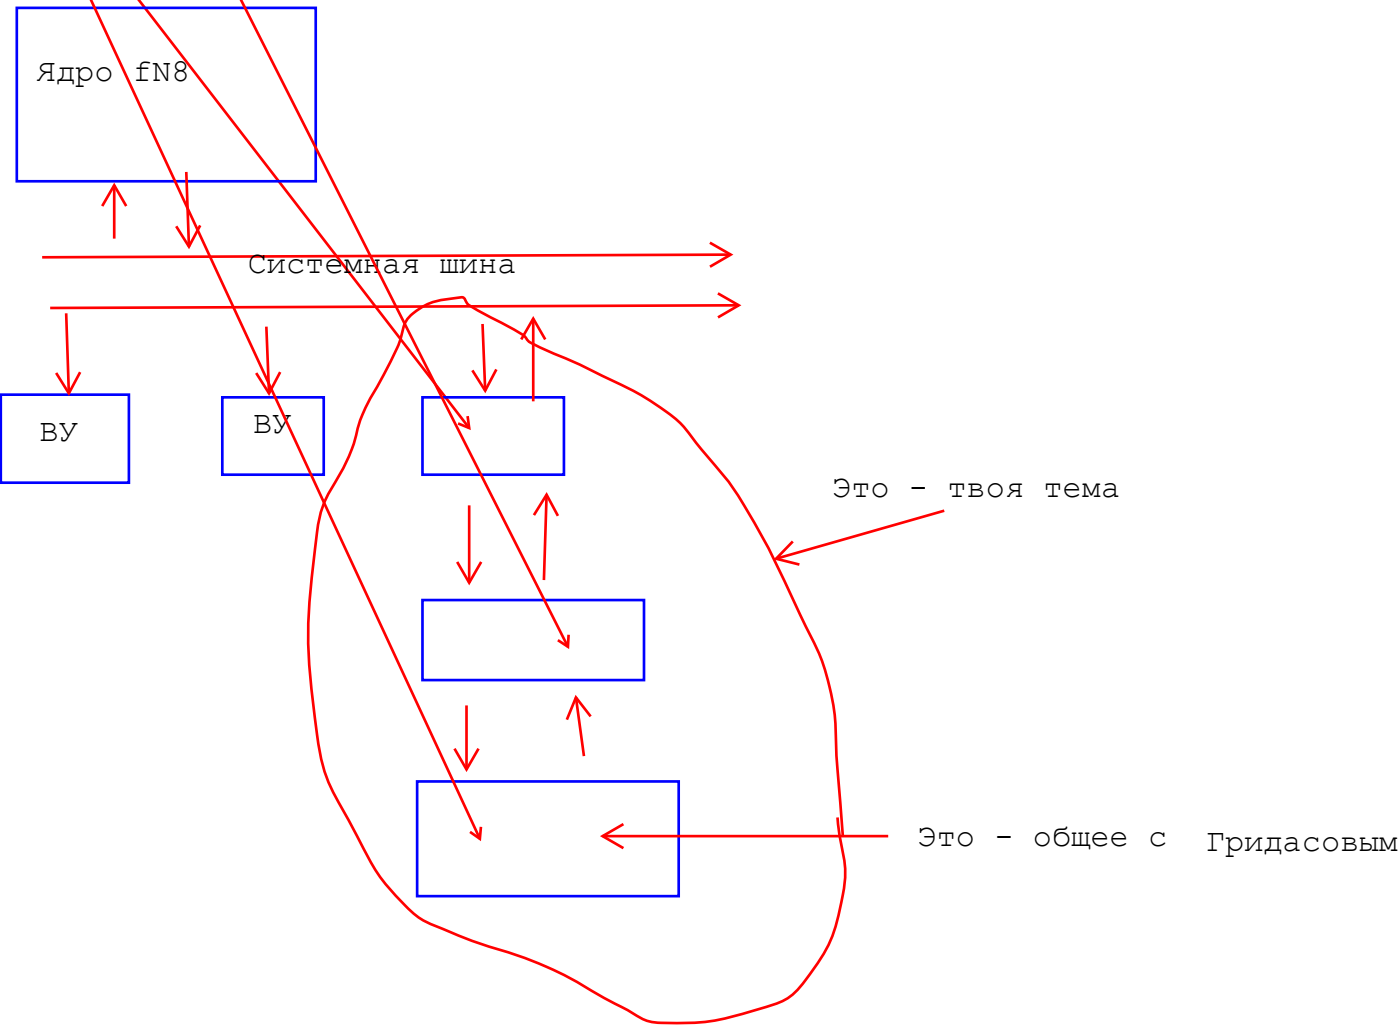 Ядро fN8
Системная шина
ВУ
ВУ
Это - твоя тема
Это - общее с Гридасовым